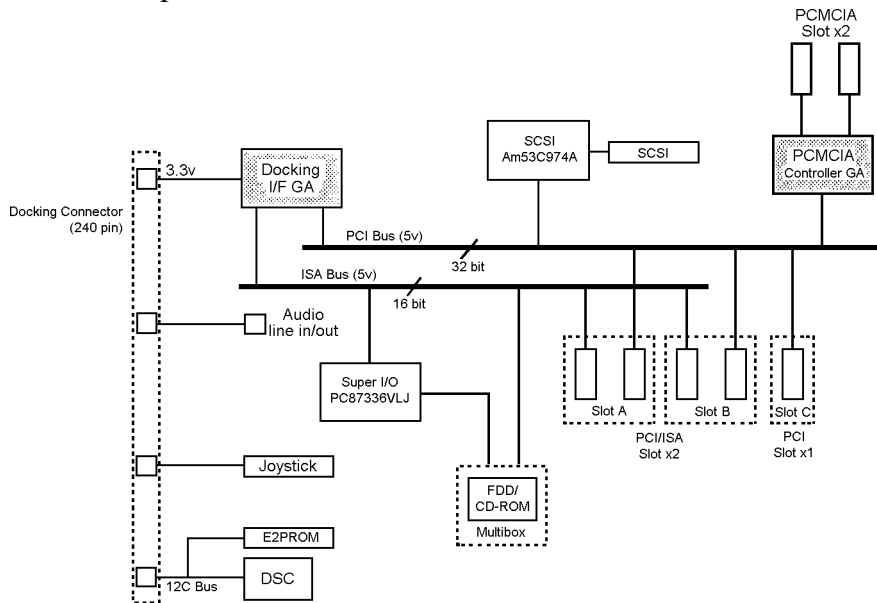 PCMCIA
Slot x2
SCSI
Am53C974A
SCSI
PCMCIA
Controller GA
3.3v
Docking
I/F GA
Docking Connector
(240 pin)
PCI Bus (5v)
32 bit
ISA Bus (5v)
16 bit
Audio
line in/out
Super I/O
PC87336VLJ
Slot A
Slot B
Slot C
PCI/ISA
Slot x2
PCI
Slot x1
Joystick
FDD/
CD-ROM
Multibox
E2PROM
12C Bus
DSC